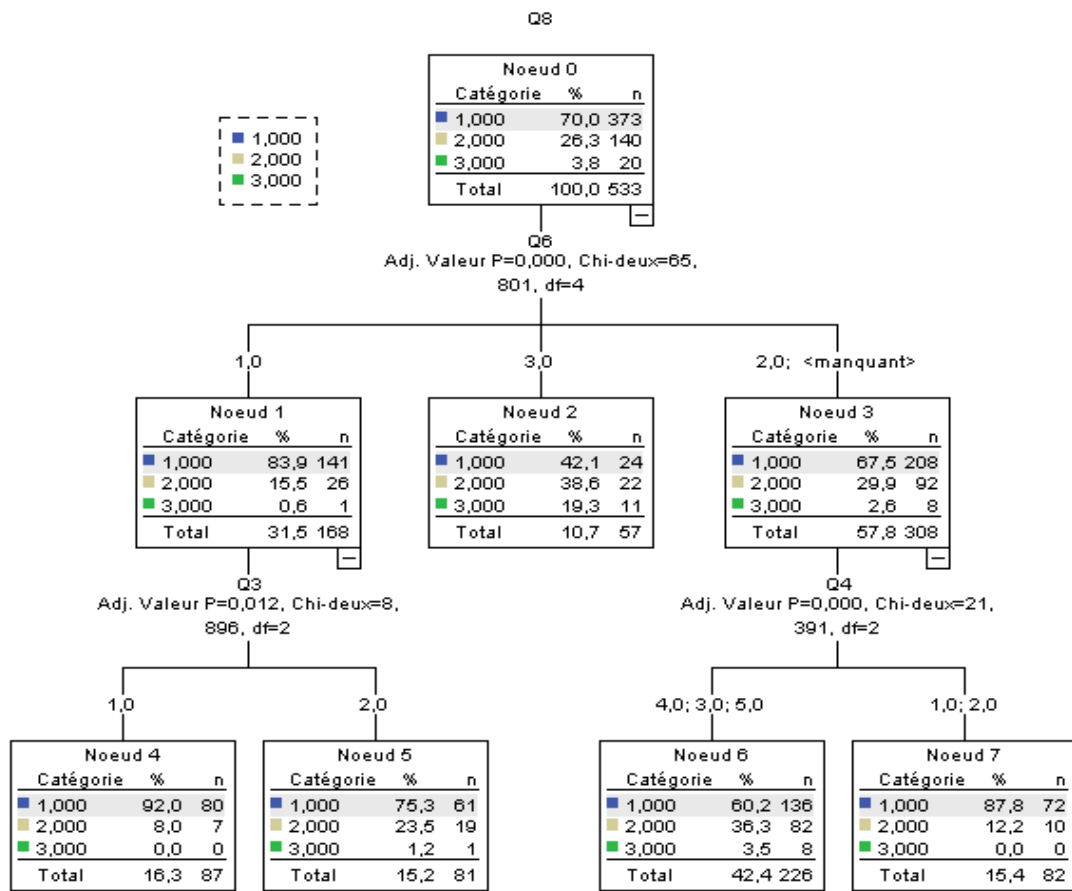 Q8
Noeud 0
Catégorie % n
1,000 70,0 373
2,000 26,3 140
3,000 3,8 20
Total 100,0 533
1,000
2,000
3,000
Q6
Adj. Valeur P=0,000, Chi-deux=65,
801, df=4
1,0
3,0
2,0; <manquant>
Noeud 1
Catégorie % n
1,000 83,9 141
2,000 15,5 26
3,000 0,6 1
Total 31,5 168
Noeud 2
Catégorie % n
1,000 42,1 24
2,000 38,6 22
3,000 19,3 11
Total 10,7 57
Noeud 3
Catégorie % n
1,000 67,5 208
2,000 29,9 92
3,000 2,6 8
Total 57,8 308
Q3
Adj. Valeur P=0,012, Chi-deux=8,
896, df=2
Q4
Adj. Valeur P=0,000, Chi-deux=21,
391, df=2
1,0
2,0
4,0; 3,0; 5,0
1,0; 2,0
Noeud 4
Catégorie % n
1,000 92,0 80
2,000 8,0 7
3,000 0,0 0
Total 16,3 87
Noeud 5
Catégorie % n
1,000 75,3 61
2,000 23,5 19
3,000 1,2 1
Total 15,2 81
Noeud 6
Catégorie % n
1,000 60,2 136
2,000 36,3 82
3,000 3,5 8
Total 42,4 226
Noeud 7
Catégorie % n
1,000 87,8 72
2,000 12,2 10
3,000 0,0 0
Total 15,4 82